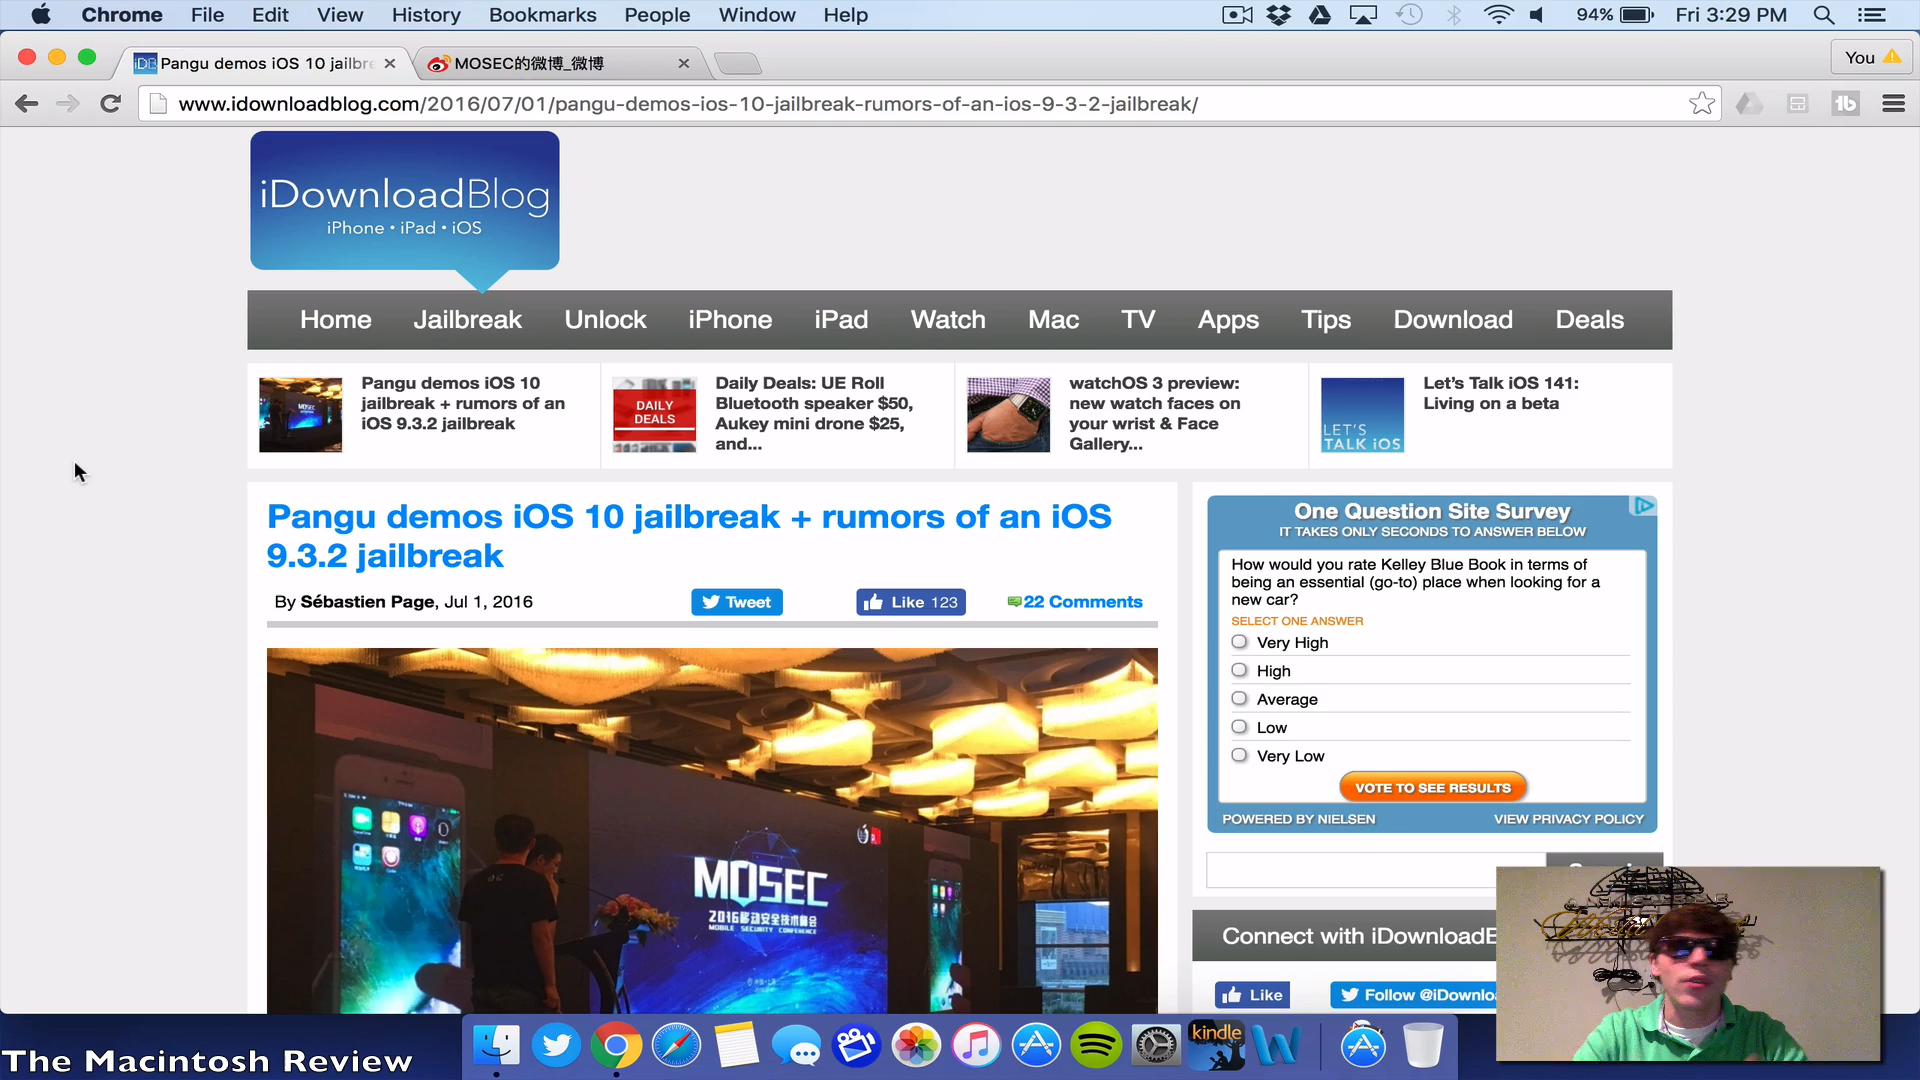 Chrome File Edit View History Bookmarks People Window Help 94% Fri 3:29 PM
Pangu demos iOS 10 jailbre
MOSEC的微博_微博
You
www.idownloadblog.com/2016/07/01/pangu-demos-ios-10-jailbreak-rumors-of-an-ios-9-3-2-jailbreak/
iDownloadBlog
iPhone • iPad • iOS
Home Jailbreak Unlock iPhone iPad Watch Mac TV Apps Tips Download Deals
Pangu demos iOS 10
jailbreak + rumors of an
iOS 9.3.2 jailbreak
DAILY
DEALS
Daily Deals: UE Roll
Bluetooth speaker $50,
Aukey mini drone $25,
and...
watchOS 3 preview:
new watch faces on
your wrist & Face
Gallery...
LET'S
TALK iOS
Let's Talk iOS 141:
Living on a beta
Pangu demos iOS 10 jailbreak + rumors of an iOS
9.3.2 jailbreak
By Sébastien Page, Jul 1, 2016
Tweet
Like 123
22 Comments
MOSEC
2016移动安全技术峰会
MOBILE SECURITY CONFERENCE
One Question Site Survey
IT TAKES ONLY SECONDS TO ANSWER BELOW
How would you rate Kelley Blue Book in terms of
being an essential (go-to) place when looking for a
new car?
SELECT ONE ANSWER
Very High
High
Average
Low
Very Low
VOTE TO SEE RESULTS
POWERED BY NIELSEN VIEW PRIVACY POLICY
Connect with iDownloadB
Like
Follow @iDownlo
kindle
The Macintosh Review